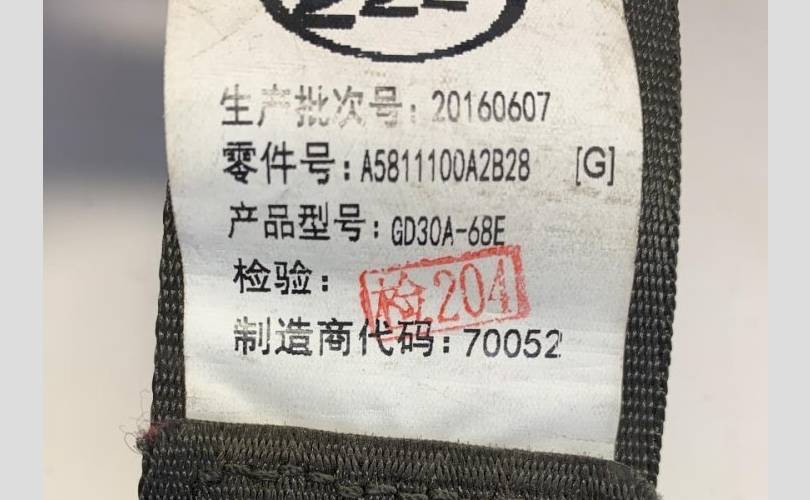 生产批次号: 20160607
零件号: A5811100A2B28 [G]
产品型号: GD30A-68E
检验: 检204
制造商代码: 70052